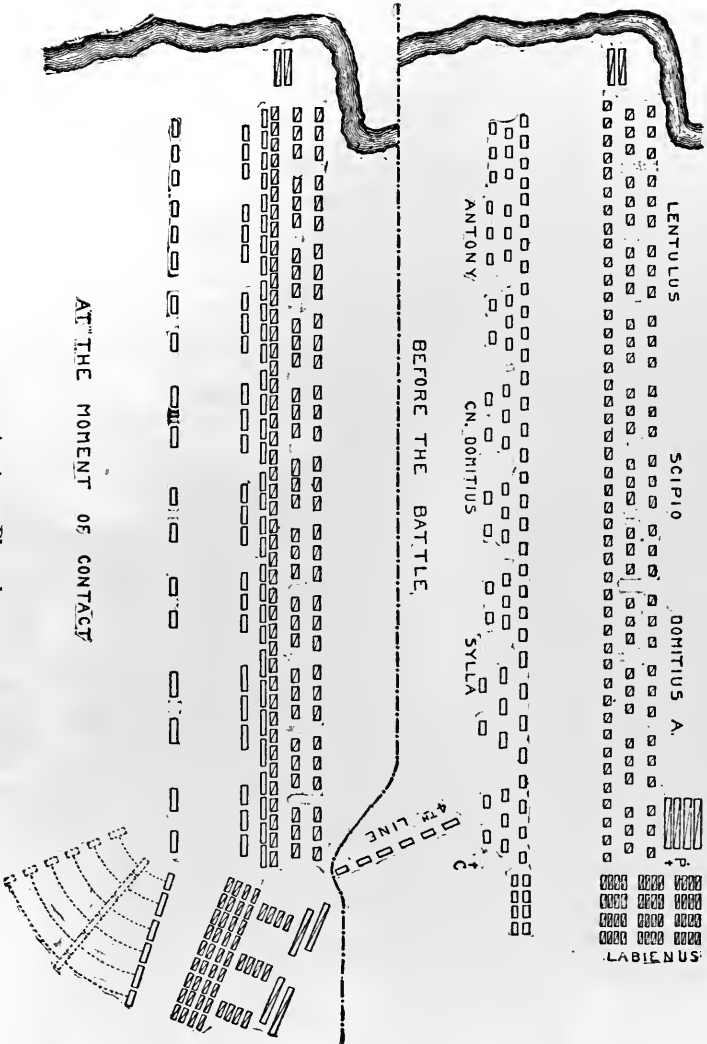 LENTULUS
SCIPIO
DOMITIUS A.
P
LABIENUS
ANTONY
CN. DOMITIUS
SYLLA
C
4TH LINE
BEFORE THE BATTLE
AT THE MOMENT OF CONTACT